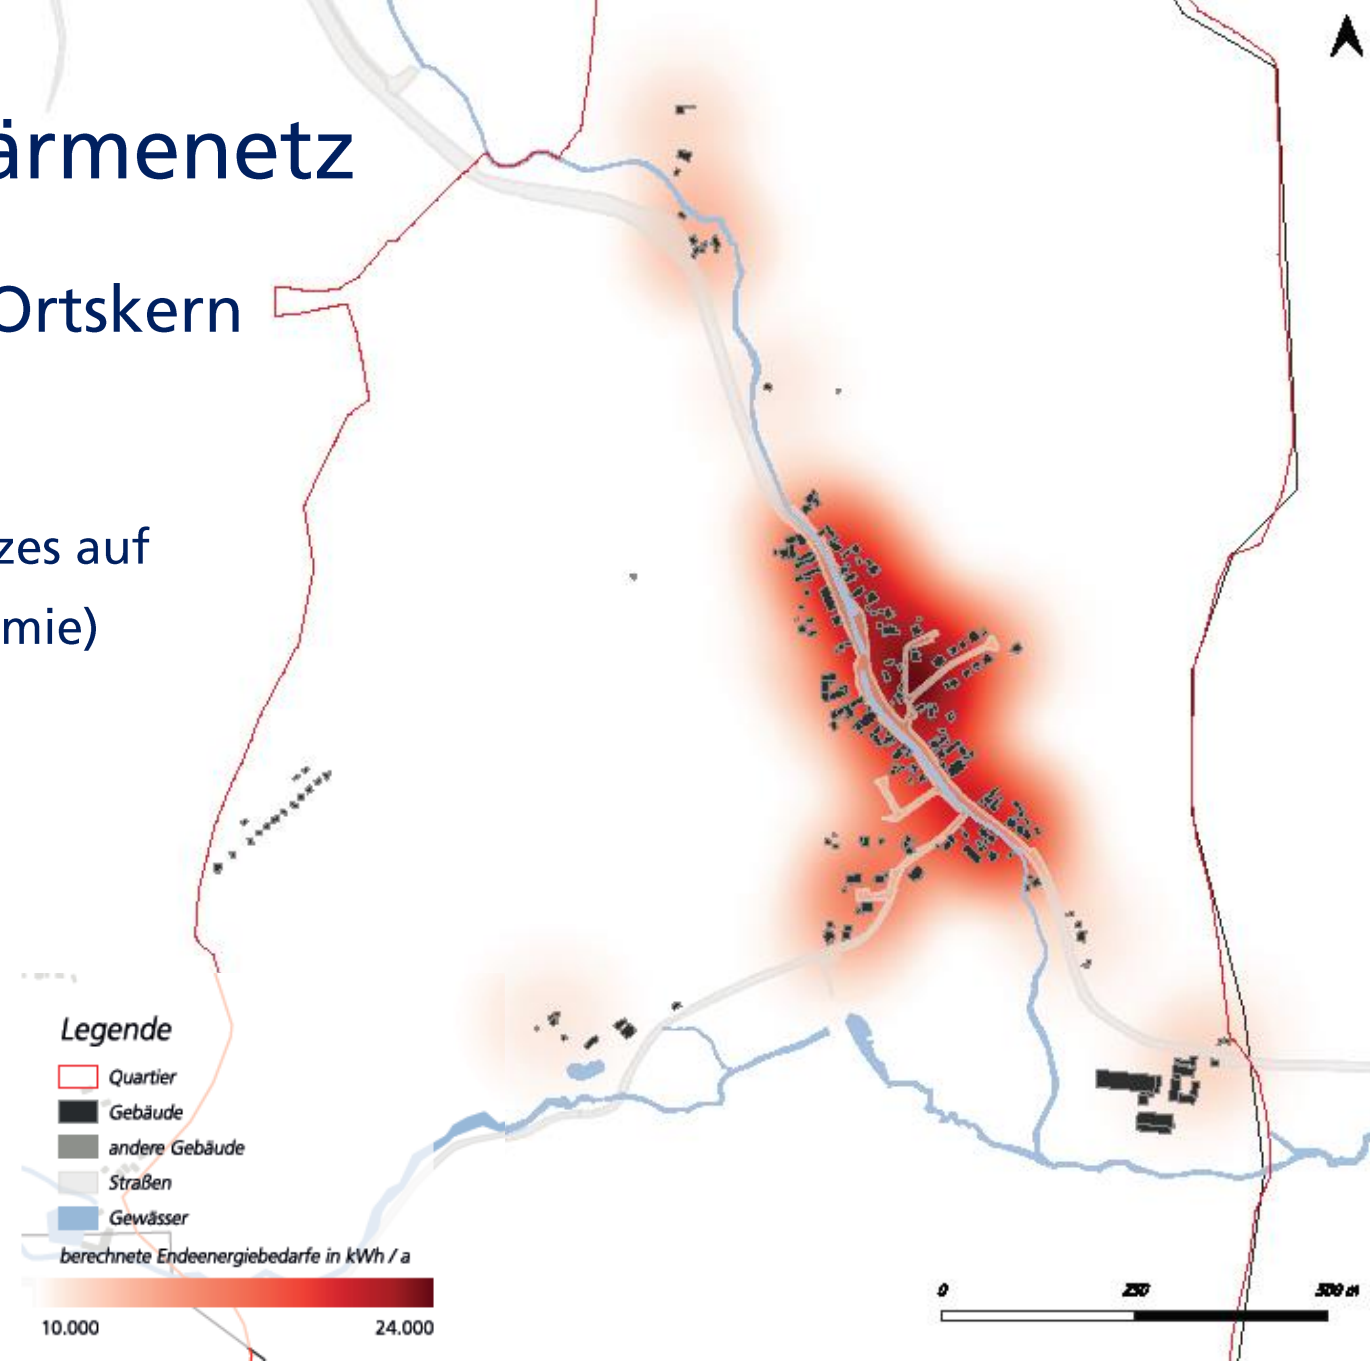 ärmenetz
Ortskern
zes auf
mie)
Legende
Quartier
Gebäude
andere Gebäude
Straßen
Gewässer
berechnete Endeenergiebedarfe in kWh / a
10.000 24.000
0 250 500 m